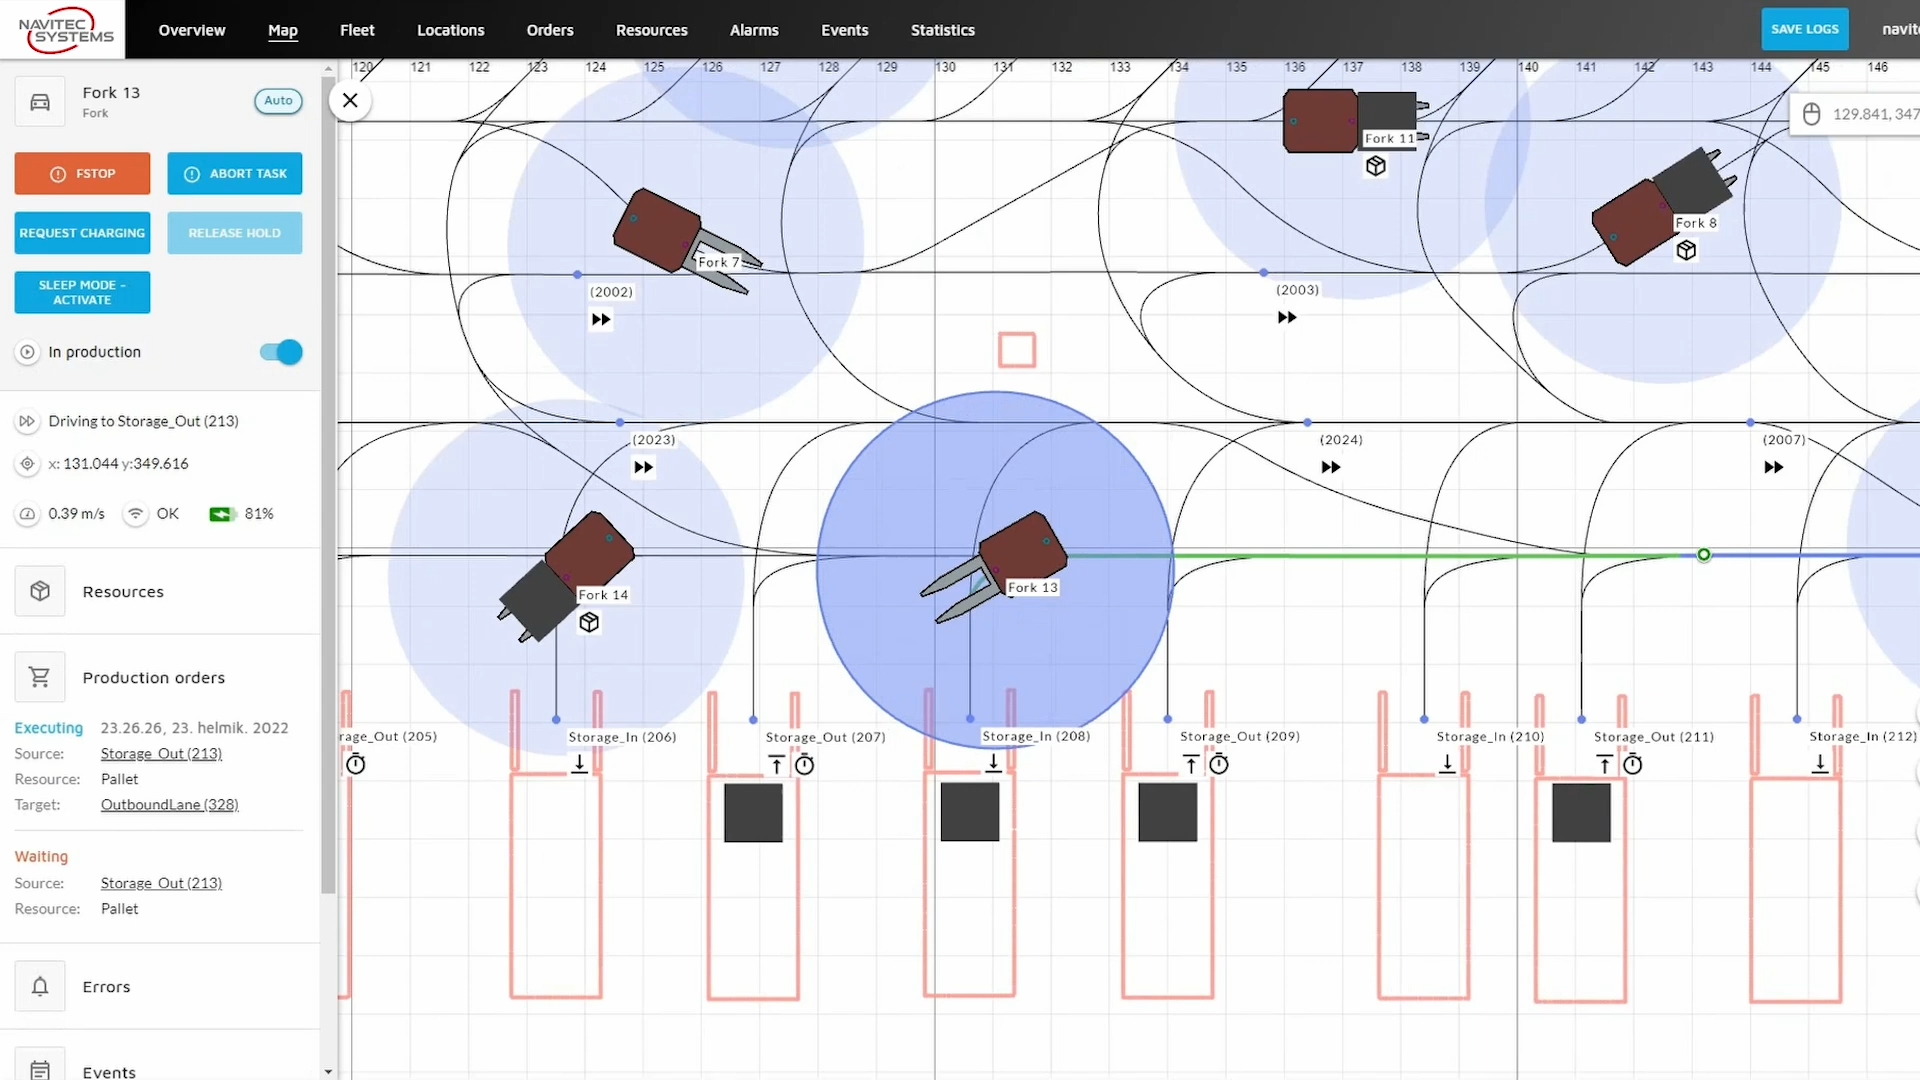 NAVITEC
SYSTEMS
Overview
Map
Fleet
Locations
Orders
Resources
Alarms
Events
Statistics
SAVE LOGS
navite
Fork 13
Fork
Auto
FSTOP
ABORT TASK
REQUEST CHARGING
RELEASE HOLD
SLEEP MODE -
ACTIVATE
In production
Driving to Storage_Out (213)
x: 131.044 y:349.616
0.39 m/s
OK
81%
Resources
Production orders
Executing 23.26.26, 23. helmik. 2022
Source: Storage_Out (213)
Resource: Pallet
Target: OutboundLane (328)
Waiting
Source: Storage_Out (213)
Resource: Pallet
Errors
Events
120 121 122 123 124 125 126 127 128 129 130 131 132 133 134 135 136 137 138 139 140 141 142 143 144 145 146
129.841, 347
Fork 11
Fork 8
Fork 7
(2002)
(2003)
(2023)
(2024)
(2007)
Fork 14
Fork 13
rage_Out (205)
Storage_In (206)
Storage_Out (207)
Storage_In (208)
Storage_Out (209)
Storage_In (210)
Storage_Out (211)
Storage_In (212)